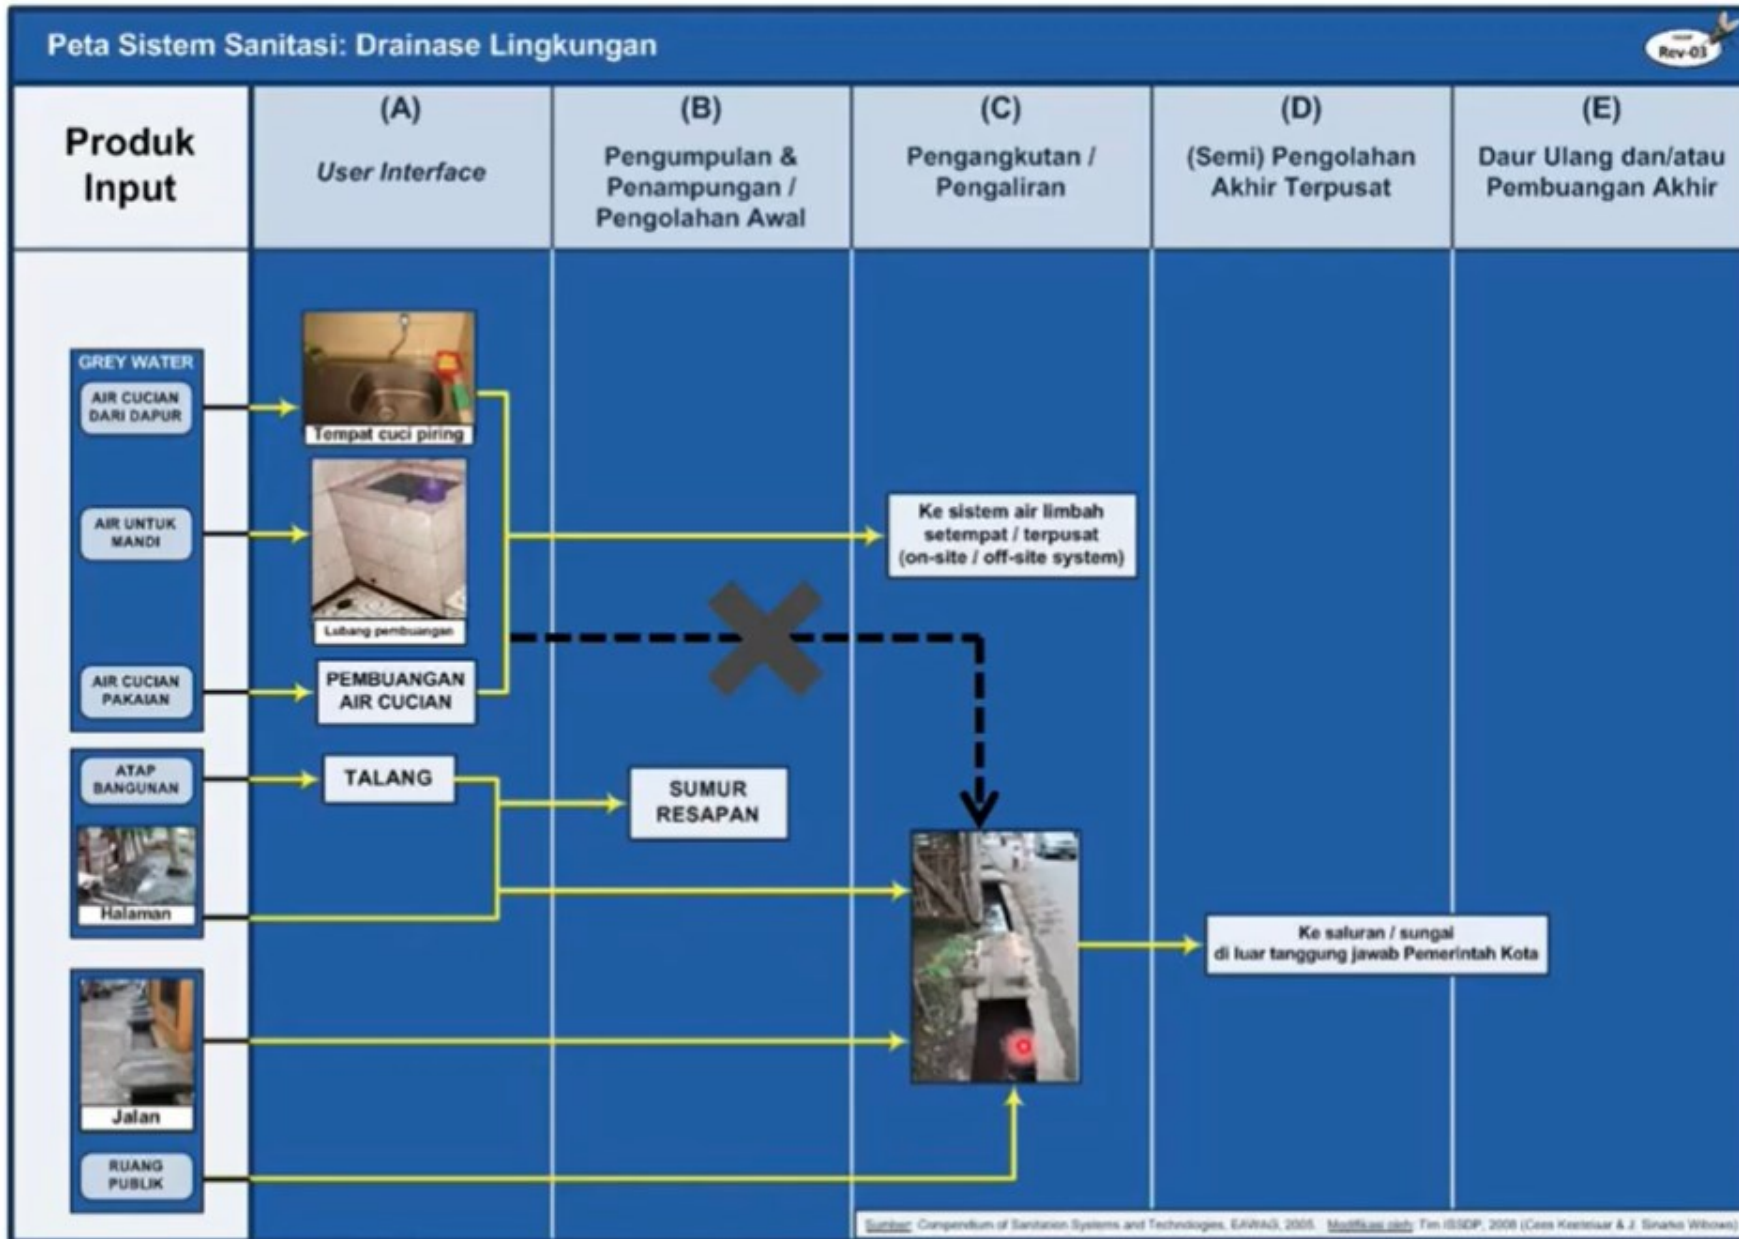 Peta Sistem Sanitasi: Drainase Lingkungan
Rev-03
Produk
Input
(A)
User Interface
(B)
Pengumpulan &
Penampungan /
Pengolahan Awal
(C)
Pengangkutan /
Pengaliran
(D)
(Semi) Pengolahan
Akhir Terpusat
(E)
Daur Ulang dan/atau
Pembuangan Akhir
GREY WATER
AIR CUCIAN
DARI DAPUR
Tempat cuci piring
AIR UNTUK
MANDI
Lubang pembuangan
Ke sistem air limbah
setempat / terpusat
(on-site / off-site system)
AIR CUCIAN
PAKAIAN
PEMBUANGAN
AIR CUCIAN
ATAP
BANGUNAN
TALANG
SUMUR
RESAPAN
Halaman
Ke saluran / sungai
di luar tanggung jawab Pemerintah Kota
Jalan
RUANG
PUBLIK
Sumber: Compendium of Sanitation Systems and Technologies, EAWAG, 2005. Modifikasi oleh: Tim ISSDP, 2008 (Cees Keetelaar & J. Sinarko Wibowo)